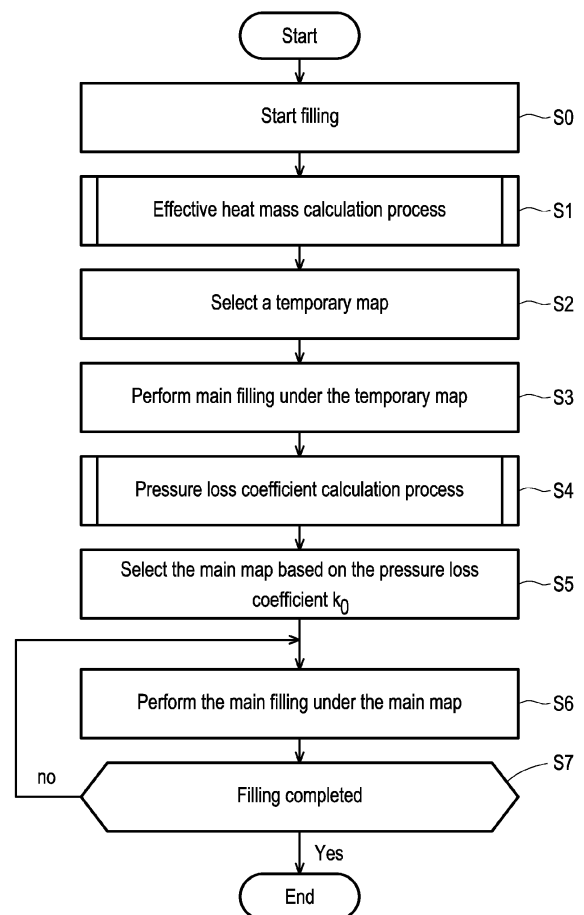 Start
Start filling
S0
Effective heat mass calculation process
S1
Select a temporary map
S2
Perform main filling under the temporary map
S3
Pressure loss coefficient calculation process
S4
Select the main map based on the pressure loss
coefficient k0
S5
Perform the main filling under the main map
S6
S7
Filling completed
no
Yes
End